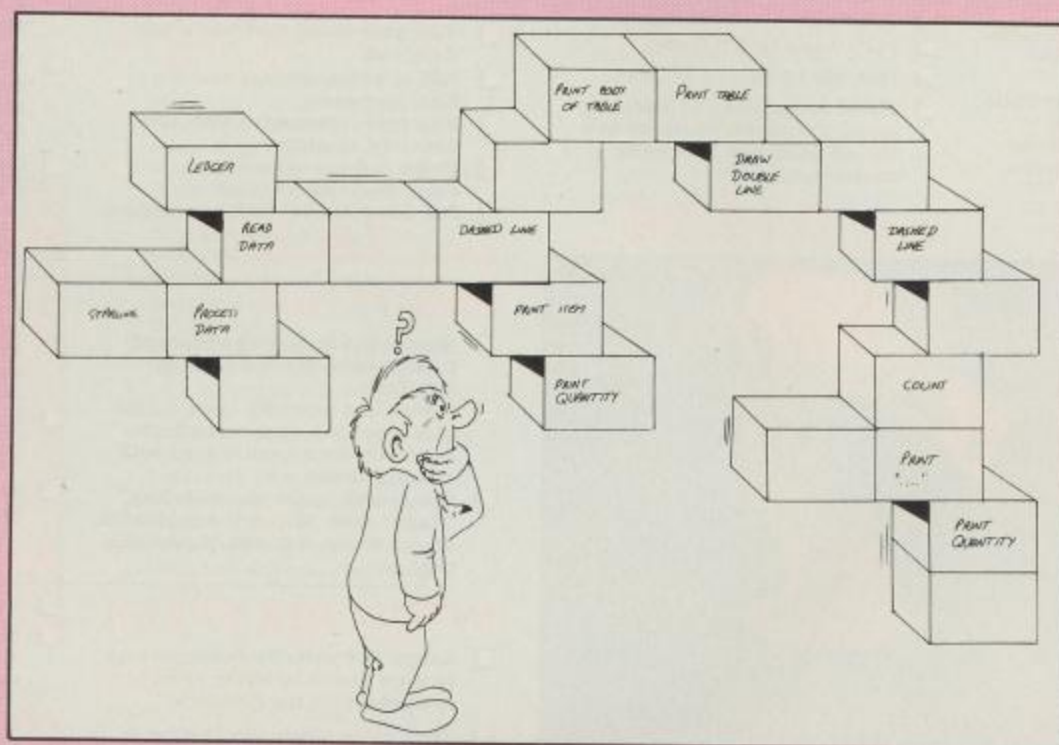 PRINT BODY
OF TABLE
PRINT TABLE
LEDGER
DRAW
DOUBLE
LINE
READ
DATA
DASHED LINE
DASHED
LINE
PROCESS
DATA
PRINT ITEM
?
PRINT
QUANTITY
COUNT
PRINT
PRINT
QUANTITY